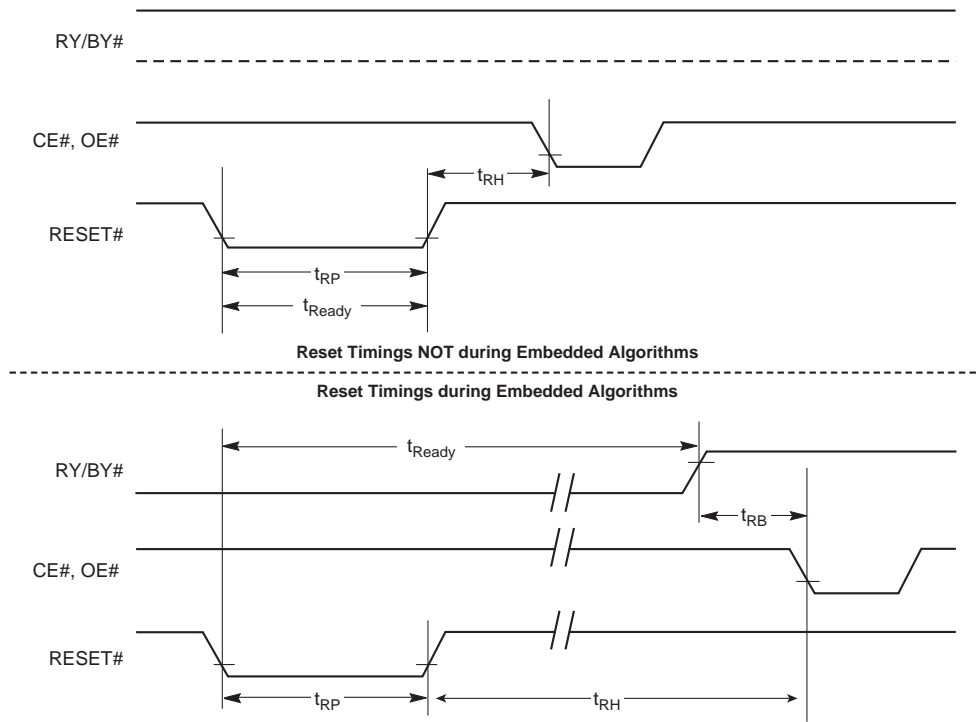 RY/BY#
CE#, OE#
tRH
RESET#
tRP
tReady
Reset Timings NOT during Embedded Algorithms
Reset Timings during Embedded Algorithms
tReady
RY/BY#
tRB
CE#, OE#
RESET#
tRP
tRH